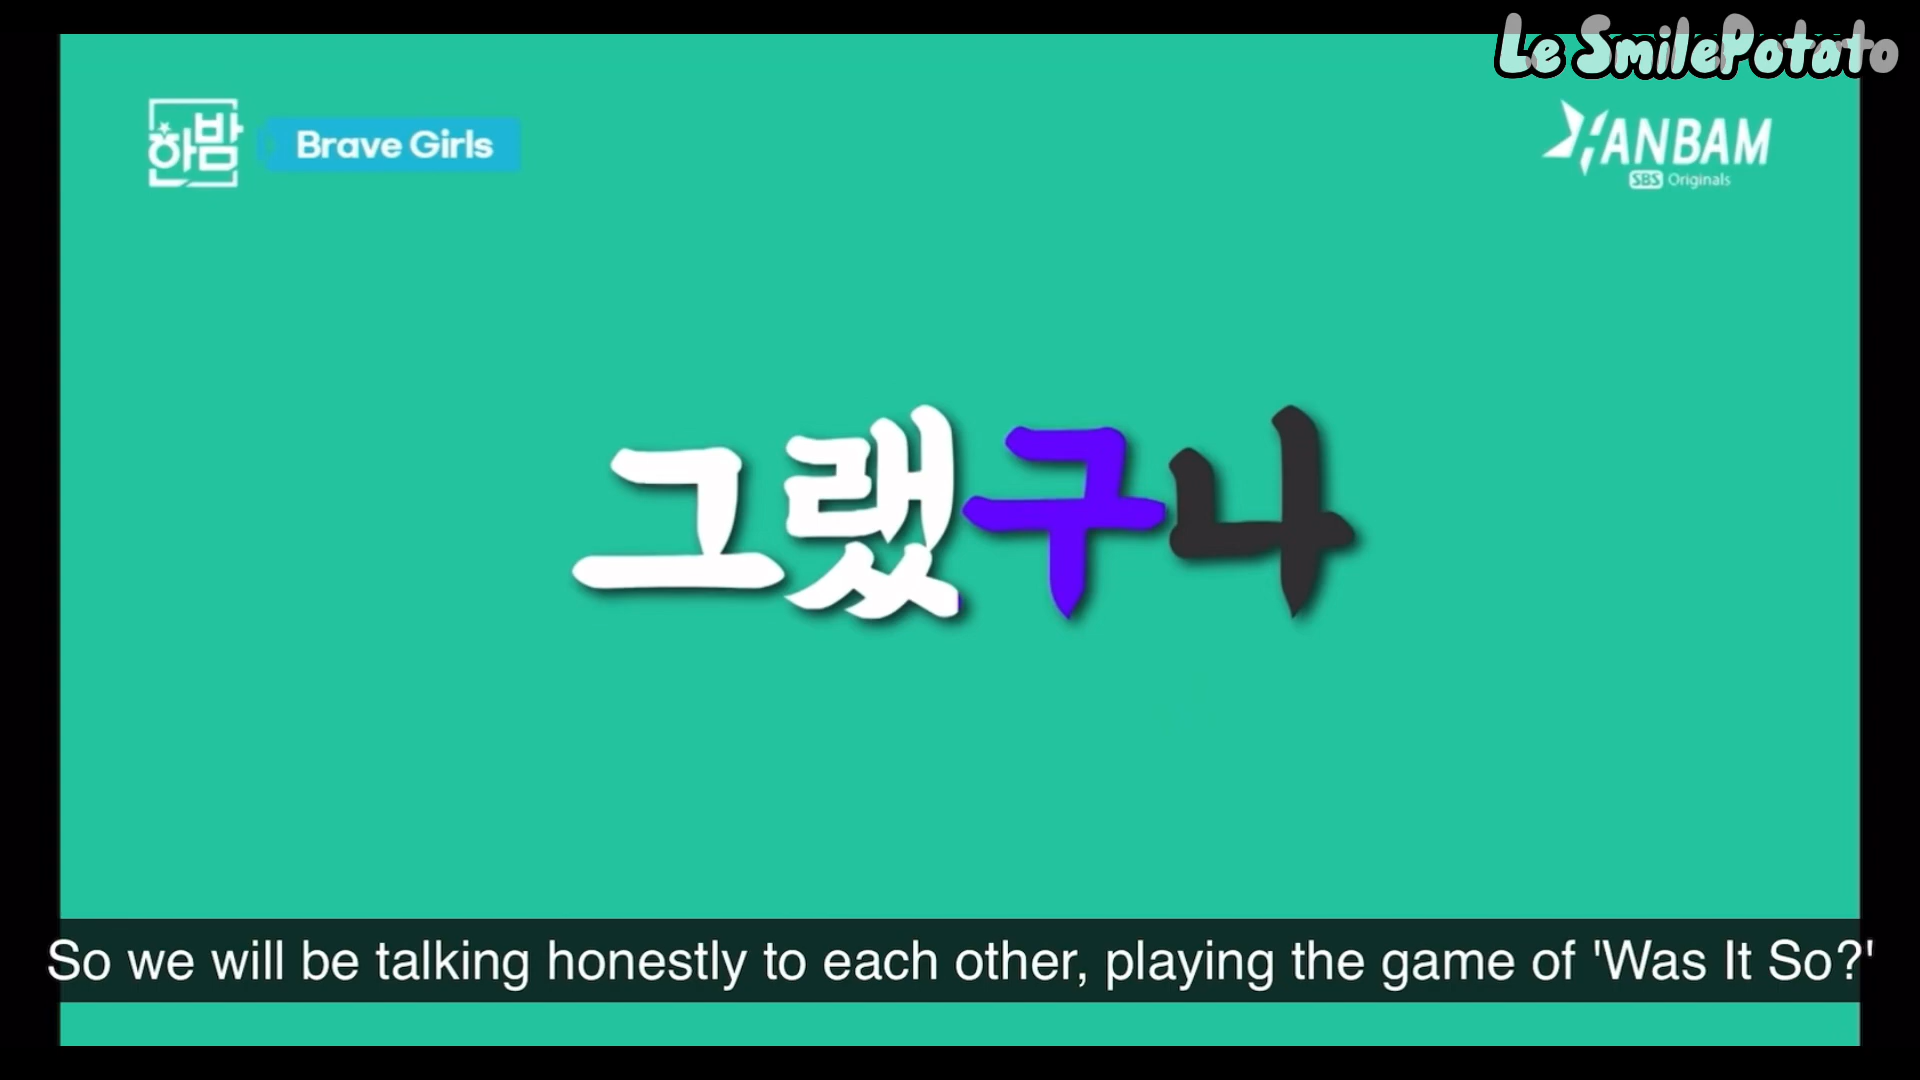 Le SmilePotato
한밤
Brave Girls
HANBAM
SBS Originals
그랬구나
So we will be talking honestly to each other, playing the game of 'Was It So?'